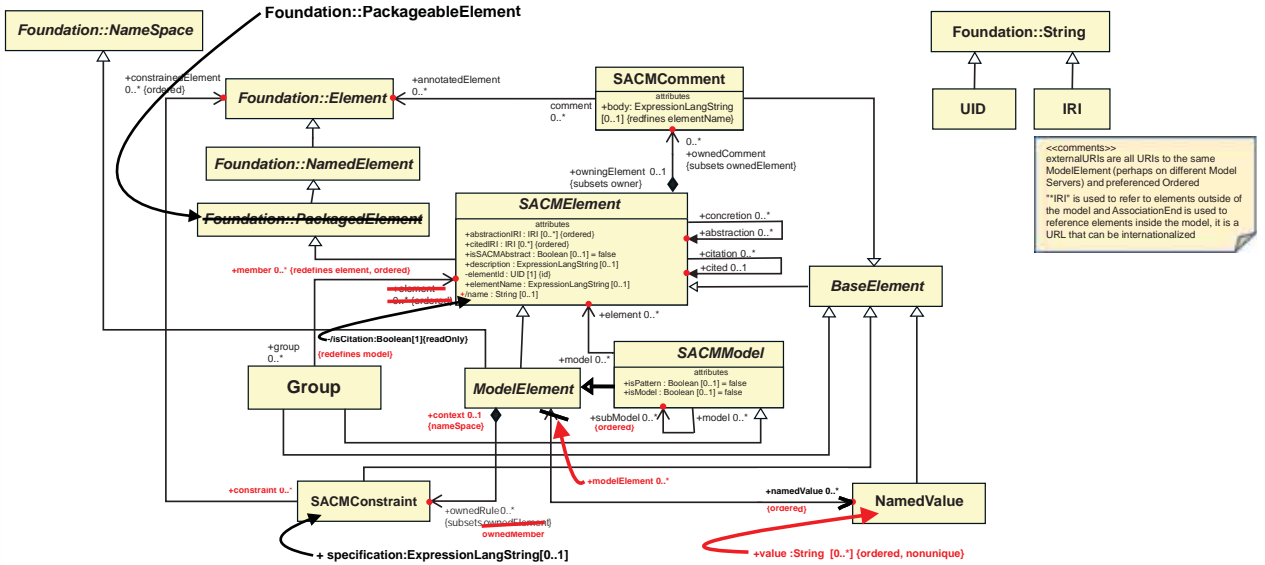 Foundation::PackageableElement
Foundation::NameSpace
Foundation::String
UID
IRI
<<comments>>
externalURIs are all URIs to the same
ModelElement (perhaps on different Model
Servers) and preferenced Ordered
"*IRI" is used to refer to elements outside of
the model and AssociationEnd is used to
reference elements inside the model, it is a
URL that can be internationalized
+constrainedElement
0..* {ordered}
Foundation::Element
+annotatedElement
0..*
SACMComment
attributes
+body: ExpressionLangString
[0..1] {redfines elementName}
comment
0..*
0..*
+ownedComment
{subsets ownedElement}
+owningElement 0..1
{subsets owner}
Foundation::NamedElement
Foundation::PackagedElement
SACMElement
attributes
+abstractionIRI : IRI [0..*] {ordered}
+citedIRI : IRI [0..*] {ordered}
+isSACMAbstract : Boolean [0..1] = false
+description : ExpressionLangString [0..1]
-elementId : UID [1] {id}
+elementName : ExpressionLangString [0..1]
+/name : String [0..1]
+concretion 0..*
+abstraction 0..*
+citation 0..*
+cited 0..1
+member 0..* {redefines element, ordered}
+element
0..* {ordered}
BaseElement
+element 0..*
-/isCitation:Boolean[1]{readOnly}
{redefines model}
+group
0..*
Group
ModelElement
+model 0..*
SACMModel
attributes
+isPattern : Boolean [0..1] = false
+isModel : Boolean [0..1] = false
+subModel 0..*
{ordered}
+model 0..*
+context 0..1
{nameSpace}
+modelElement 0..*
+constraint 0..*
SACMConstraint
+ownedRule 0..*
{subsets ownedElement}
ownedMember
+namedValue 0..*
{ordered}
NamedValue
+ specification:ExpressionLangString[0..1]
+value :String [0..*] {ordered, nonunique}